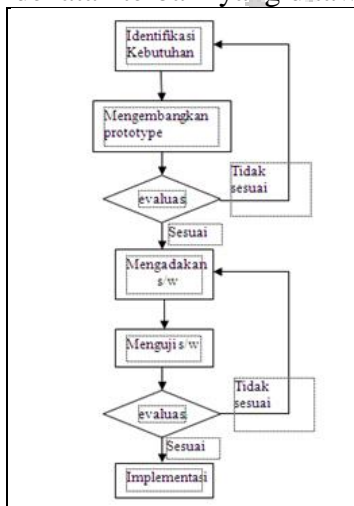 Identifikasi
Kebutuhan
Mengembangkan
prototype
evaluas
Tidak
sesuai
Sesuai
Mengadakan
s/w
Menguji s/w
evaluas
Tidak
sesuai
Sesuai
Implementasi